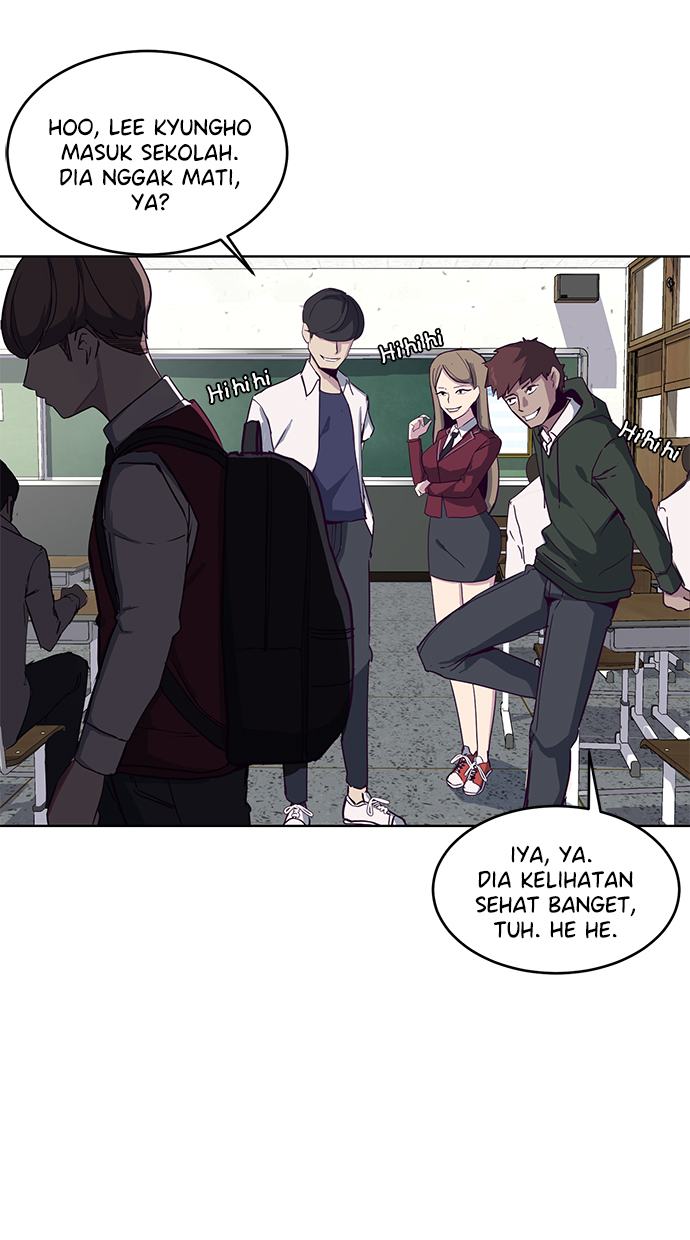 HOO, LEE KYUNGHO
MASUK SEKOLAH.
DIA NGGAK MATI,
YA?
Hihihi
Hihihi
Hihihi
IYA, YA.
DIA KELIHATAN
SEHAT BANGET,
TUH. HE HE.